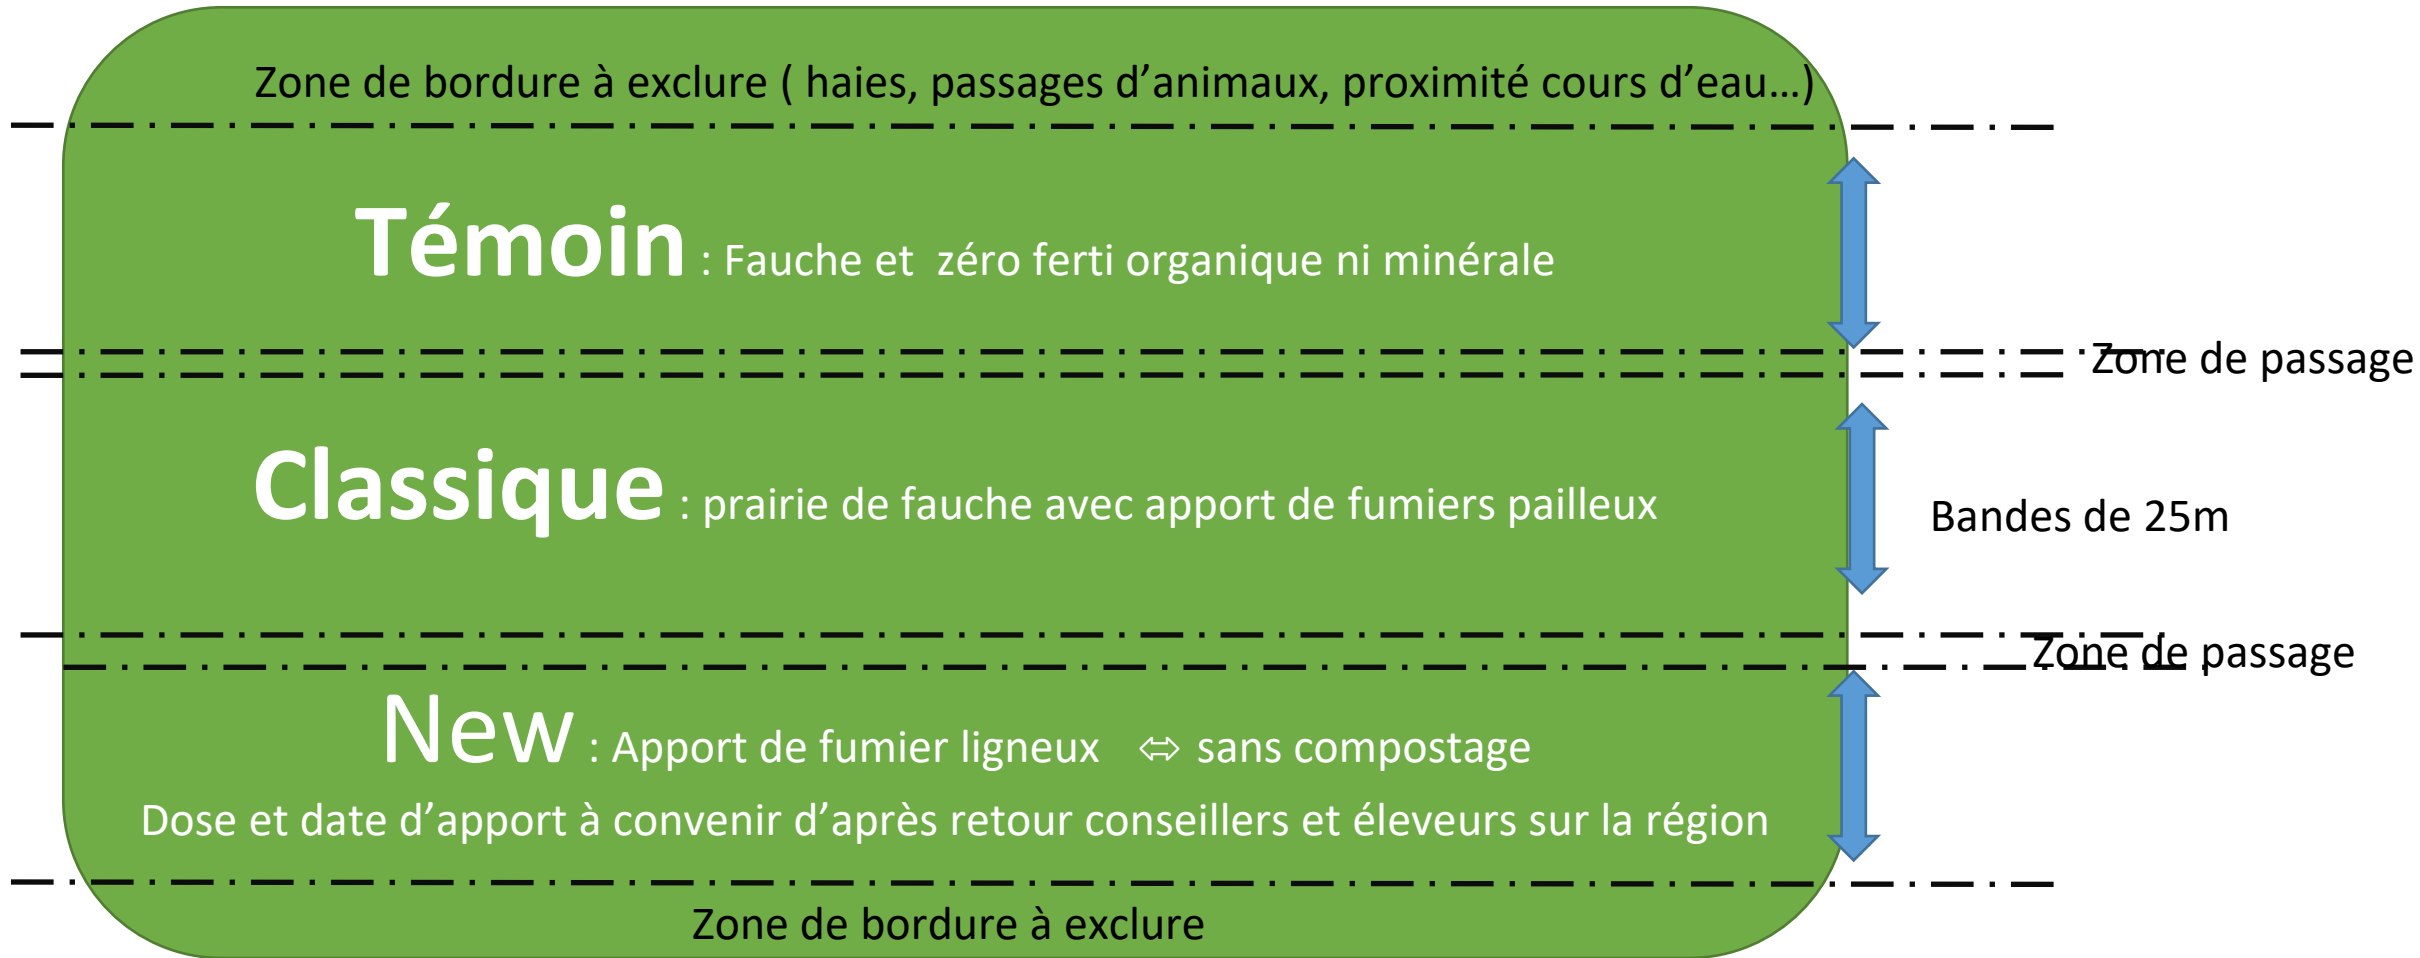 Zone de bordure à exclure ( haies, passages d’animaux, proximité cours d’eau…)
Témoin : Fauche et zéro ferti organique ni minérale
Zone de passage
Classique : prairie de fauche avec apport de fumiers pailleux
Bandes de 25m
Zone de passage
New : Apport de fumier ligneux ⇔ sans compostage
Dose et date d’apport à convenir d’après retour conseillers et éleveurs sur la région
Zone de bordure à exclure